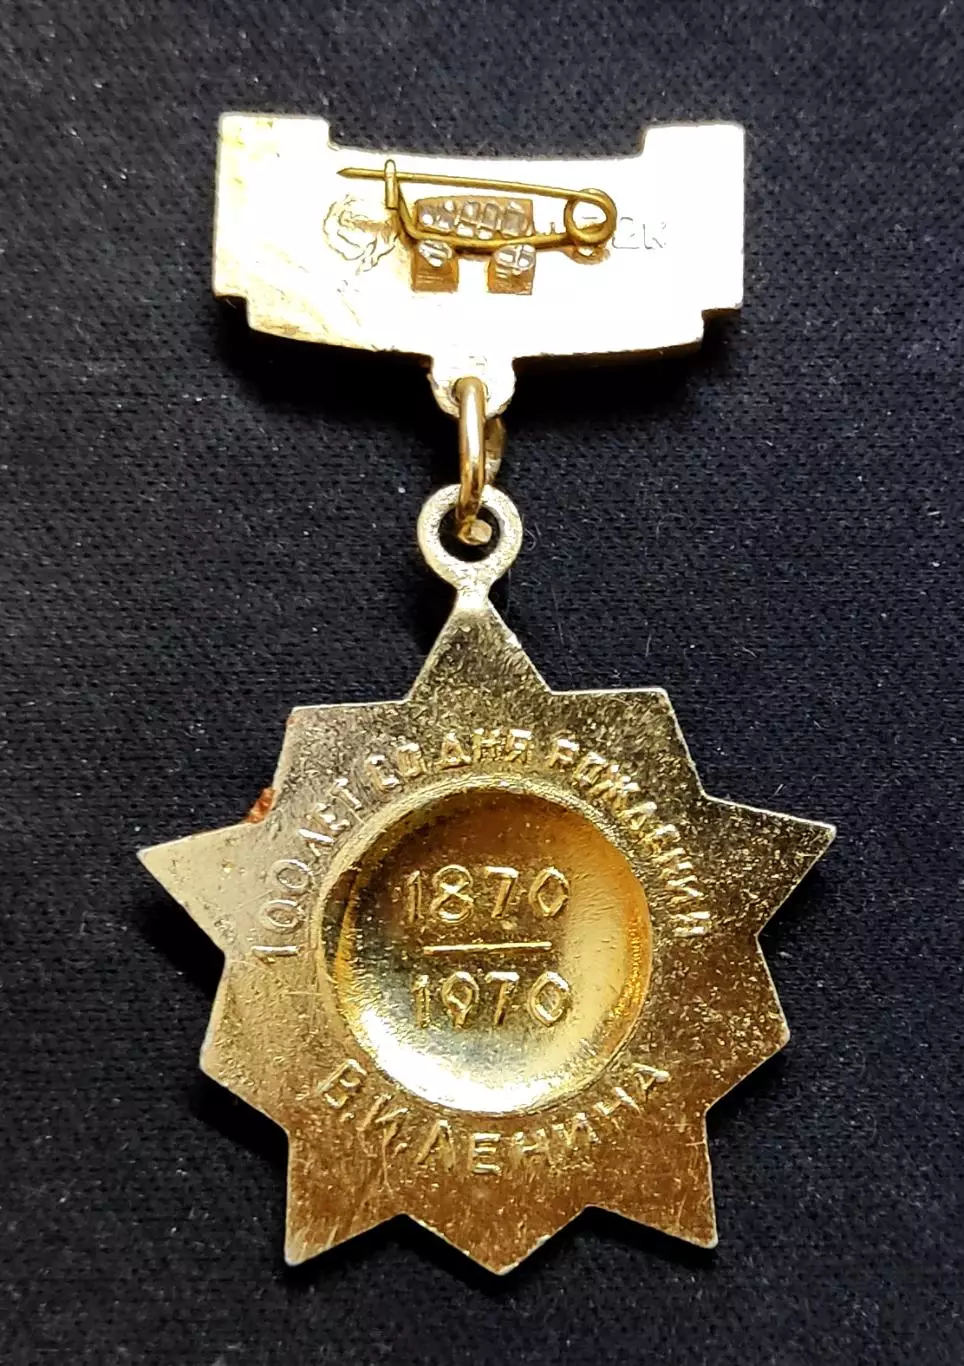 100 ЛЕТ СО ДНЯ РОЖДЕНИЯ
1870
1970
В.И.ЛЕНИНА